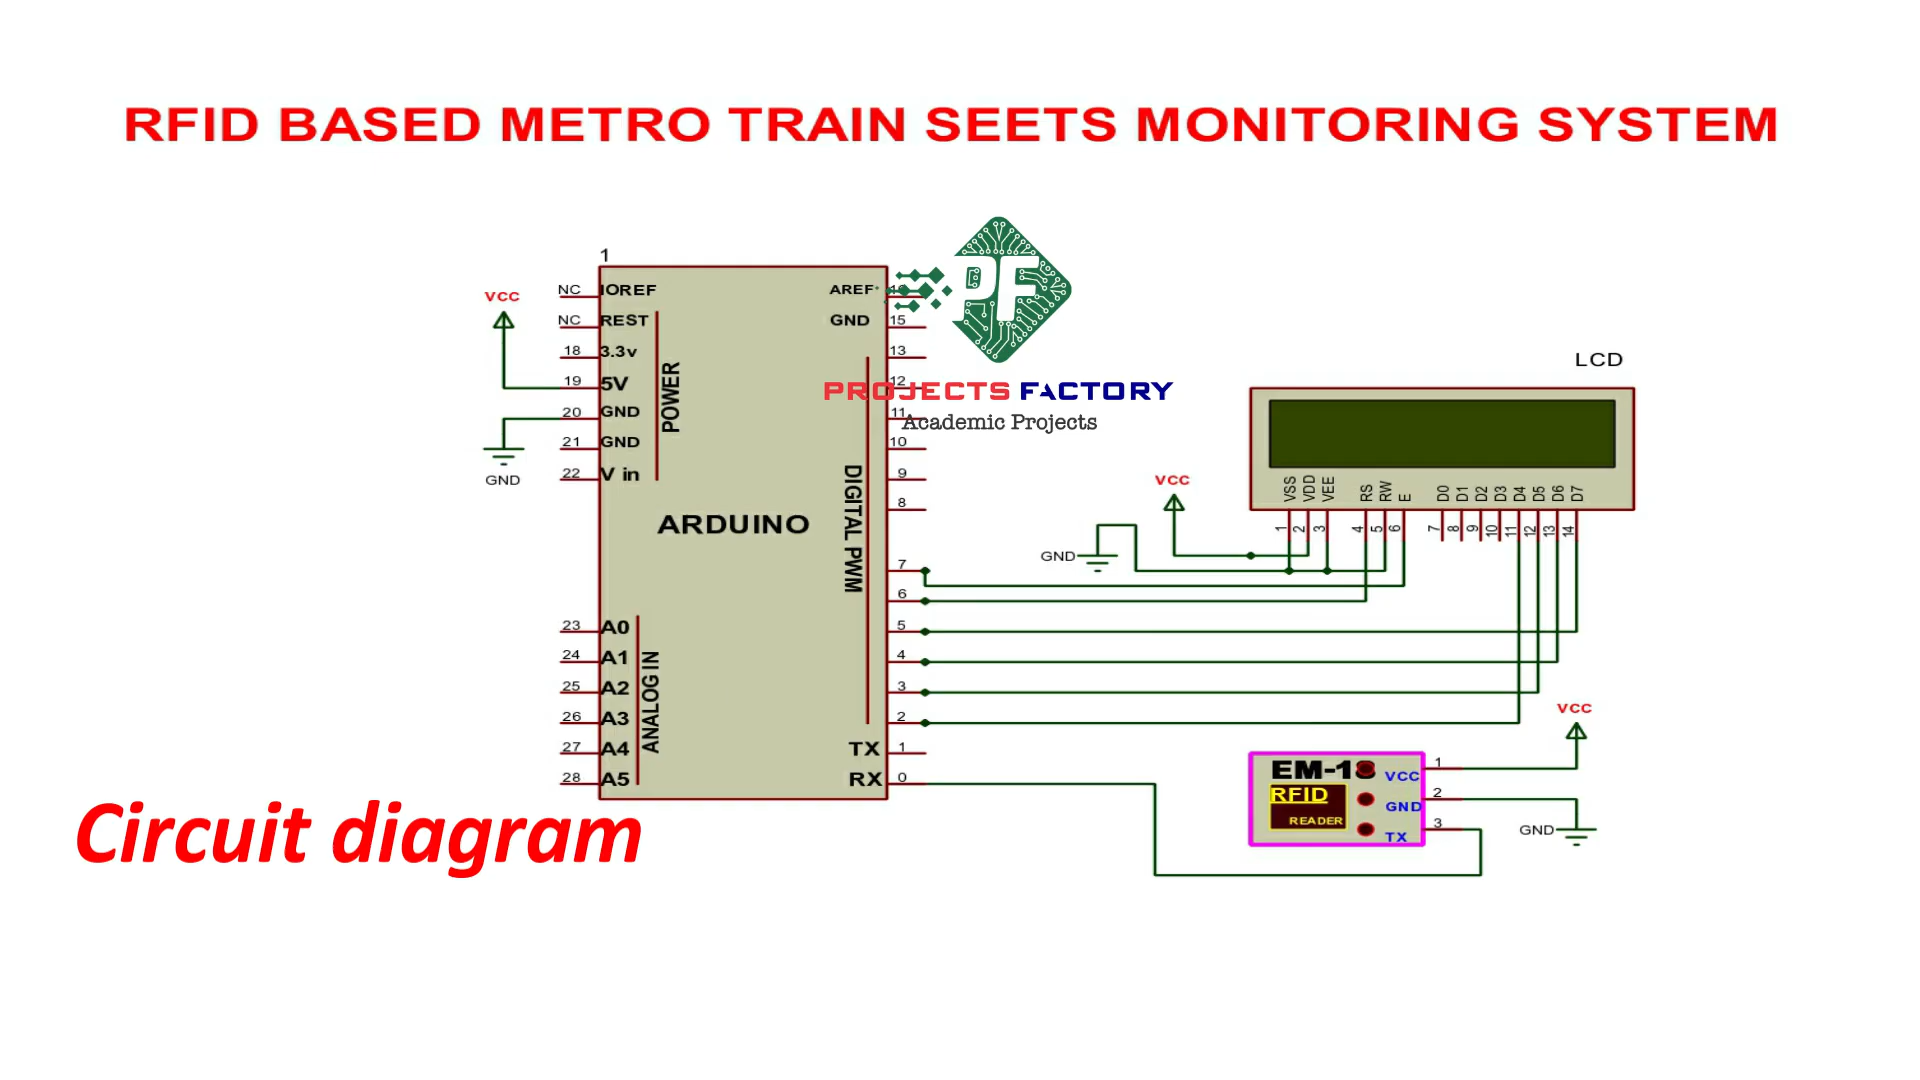 RFID BASED METRO TRAIN SEETS MONITORING SYSTEM
1
VCC
NC IOREF
NC REST
18 3.3v
19 5V
20 GND
21 GND
22 V in
GND
POWER
ARDUINO
23 A0
24 A1
25 A2
26 A3
27 A4
28 A5
ANALOG IN
AREF
GND 15
13
12
11
10
9
8
7
6
5
4
3
2
TX 1
RX 0
DIGITAL PWM
PF
PROJECTS FACTORY
Academic Projects
LCD
VSS VDD VEE RS RW E D0 D1 D2 D3 D4 D5 D6 D7
1 2 3 4 5 6 7 8 9 10 11 12 13 14
VCC
GND
VCC
EM-18
RFID
READER
VCC 1
GND 2
TX 3
GND
Circuit diagram